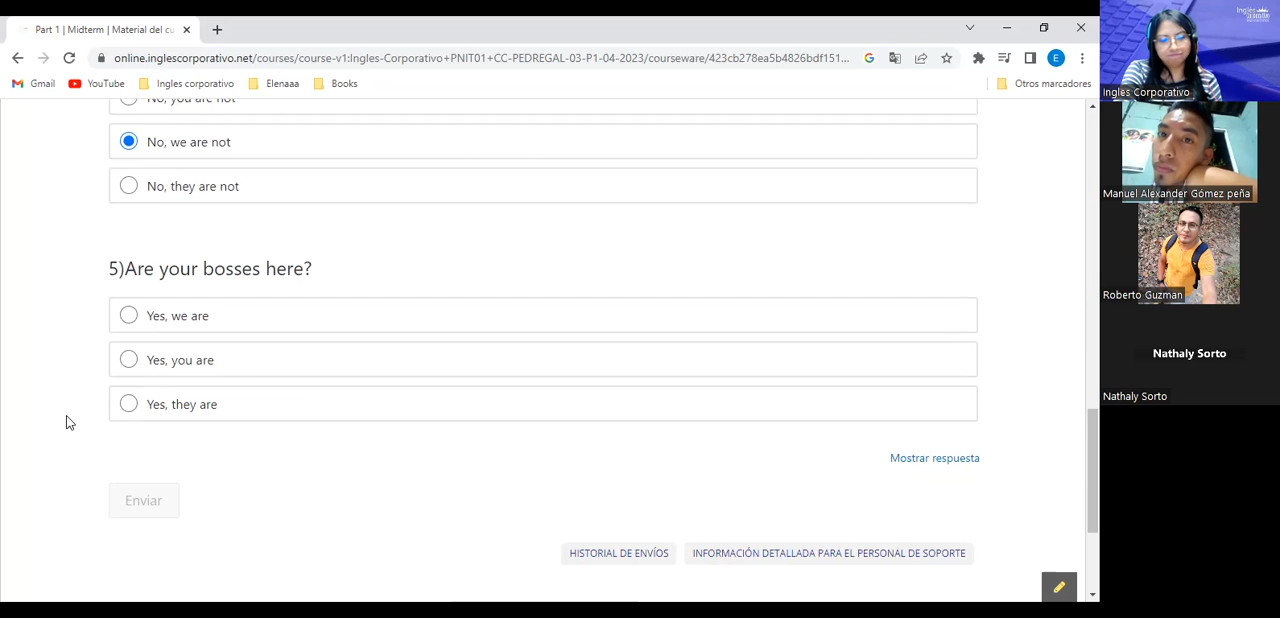 Part 1 | Midterm | Material del cu
online.inglescorporativo.net/courses/course-v1:Ingles-Corporativo+PNIT01+CC-PEDREGAL-03-P1-04-2023/courseware/423cb278ea5b4826bdf151...
E
Gmail
YouTube
Ingles corporativo
Elenaaa
Books
Otros marcadores
No, you are not
No, we are not
No, they are not
5)Are your bosses here?
Yes, we are
Yes, you are
Yes, they are
Mostrar respuesta
Enviar
HISTORIAL DE ENVÍOS
INFORMACIÓN DETALLADA PARA EL PERSONAL DE SOPORTE
Ingles Corporativo
Manuel Alexander Gómez peña
Roberto Guzman
Nathaly Sorto
Nathaly Sorto